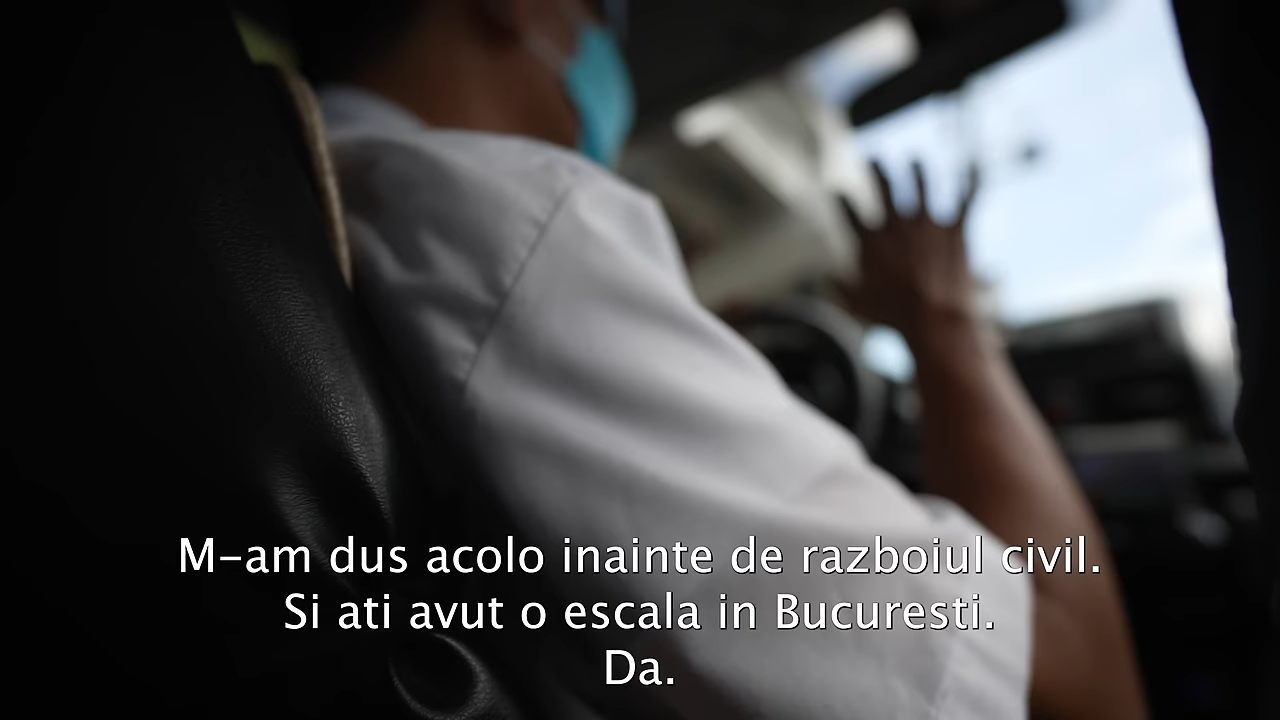 M-am dus acolo inainte de razboiul civil.
Si ati avut o escala in Bucuresti.
Da.